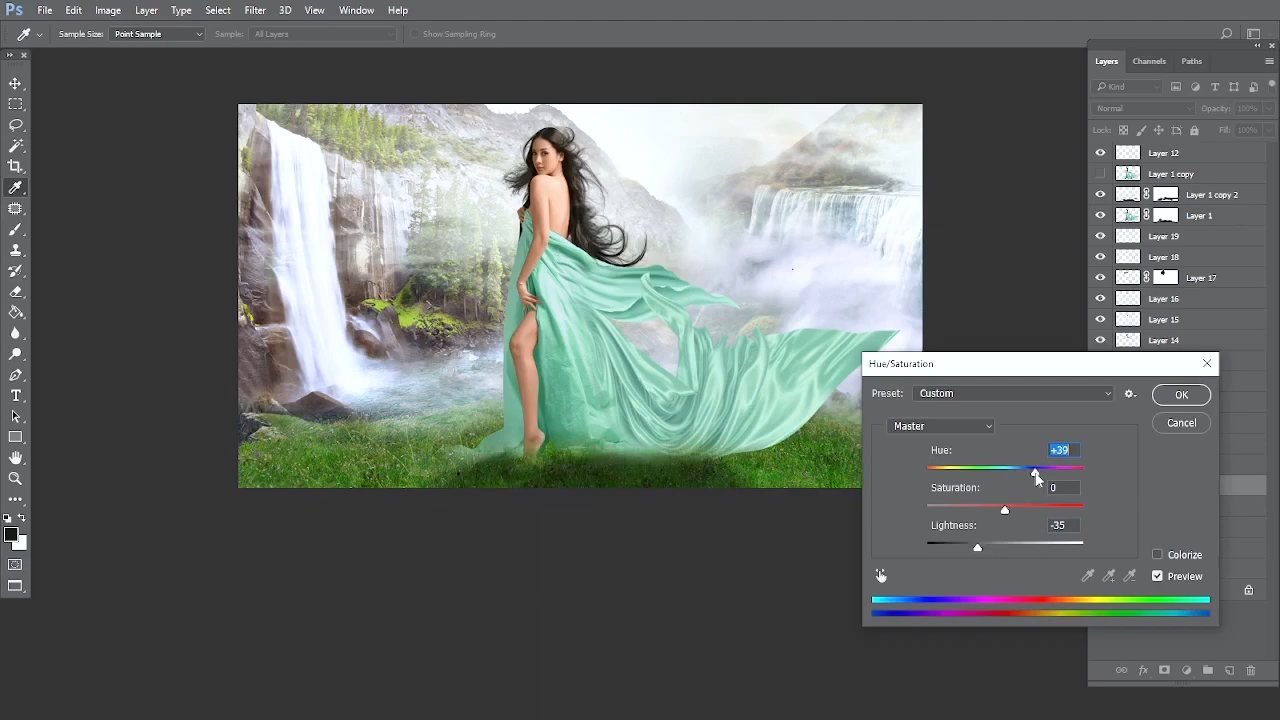 Ps File Edit Image Layer Type Select Filter 3D View Window Help
Sample Size: Point Sample Sample: All Layers Show Sampling Ring
Layers Channels Paths
Kind
Normal Opacity: 100%
Lock: Fill: 100%
Layer 12
Layer 1 copy
Layer 1 copy 2
Layer 1
Layer 19
Layer 18
Layer 17
Layer 16
Layer 15
Layer 14
Hue/Saturation
Preset: Custom OK
Master Cancel
Hue: +39
Saturation: 0
Lightness: -35
Colorize
Preview